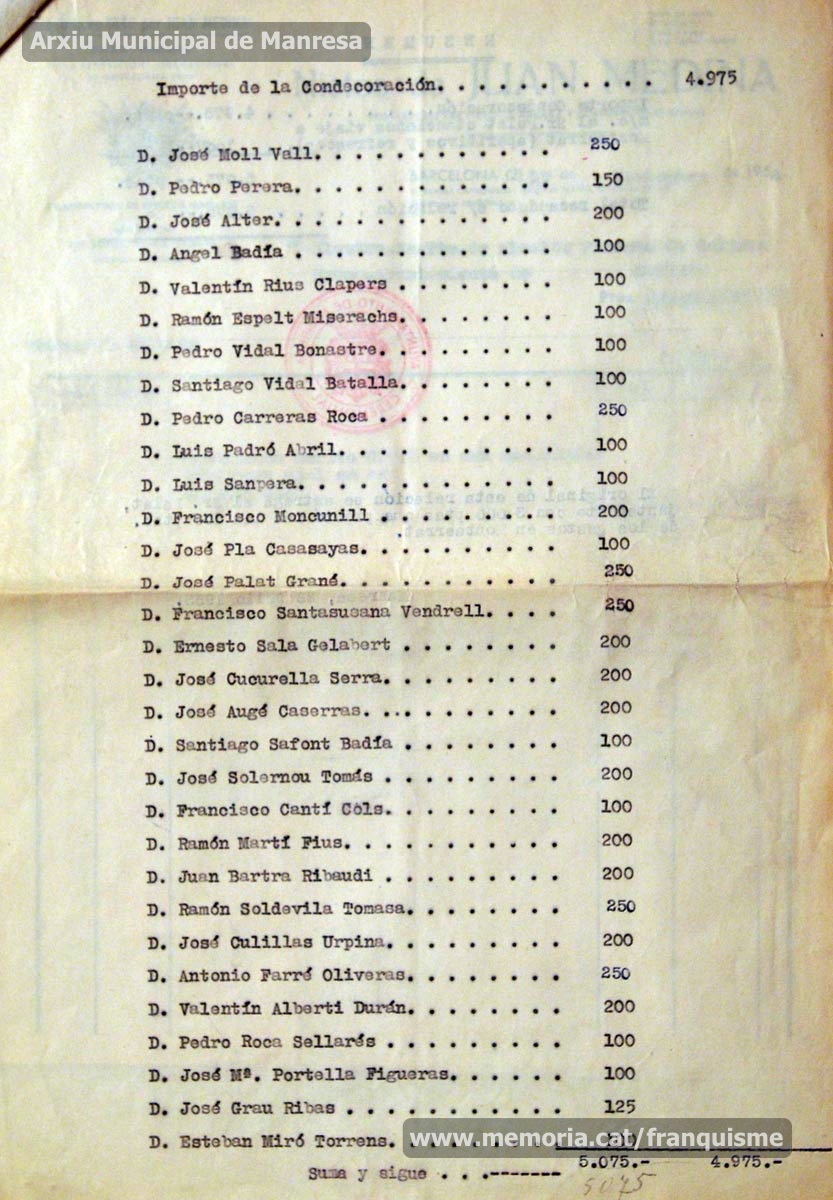 Arxiu Municipal de Manresa
Importe de la Condecoración. . . . . . . . . . . 4.975
D. José Moll Vall. . . . . . . . . . . . 250
D. Pedro Perera. . . . . . . . . . . . . 150
D. José Alter. . . . . . . . . . . . . . 200
D. Angel Badía . . . . . . . . . . . . . 100
D. Valentín Rius Clapers . . . . . . . . 100
D. Ramón Espelt Miserachs. . . . . . . . 100
D. Pedro Vidal Bonastre. . . . . . . . . 100
D. Santiago Vidal Batalla. . . . . . . . 100
D. Pedro Carreras Roca . . . . . . . . . 250
D. Luis Padró Abril. . . . . . . . . . . 100
D. Luis Sanpera. . . . . . . . . . . . . 100
D. Francisco Moncunill . . . . . . . . . 200
D. José Pla Casasayas. . . . . . . . . . 100
D. José Palat Grané. . . . . . . . . . . 250
D. Francisco Santasusana Vendrell. . . . 250
D. Ernesto Sala Gelabert . . . . . . . . 200
D. José Cucurella Serra. . . . . . . . . 200
D. José Augé Caserras. . . . . . . . . . 200
D. Santiago Safont Badía . . . . . . . . 100
D. José Solernou Tomás . . . . . . . . . 200
D. Francisco Cantí Cols. . . . . . . . . 100
D. Ramón Martí Fius. . . . . . . . . . . 200
D. Juan Bartra Ribaudi . . . . . . . . . 200
D. Ramón Soldevila Tomasa. . . . . . . . 250
D. José Culillas Urpina. . . . . . . . . 200
D. Antonio Farré Oliveras. . . . . . . . 250
D. Valentín Alberti Durán. . . . . . . . 200
D. Pedro Roca Sellarés . . . . . . . . . 100
D. José Mª. Portella Figueras. . . . . . 100
D. José Grau Ribas . . . . . . . . . . . 125
D. Esteban Miró Torrens. . . . . . . . .
www.memoria.cat/franquisme
Suma y sigue . . .------- 5.075.- 4.975.-
5075